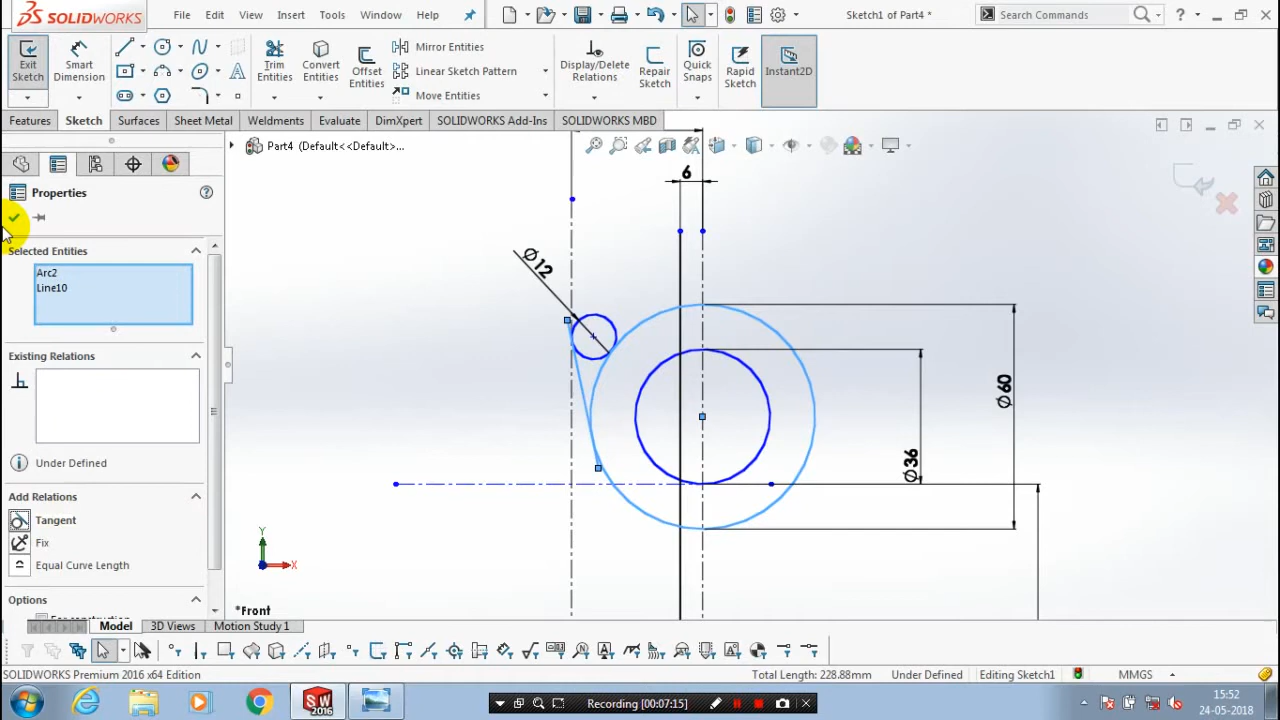 SOLIDWORKS
File Edit View Insert Tools Window Help
Sketch1 of Part4 *
Search Commands
?
Exit Sketch
Smart Dimension
Trim Entities
Convert Entities
Offset Entities
Mirror Entities
Linear Sketch Pattern
Move Entities
Display/Delete Relations
Repair Sketch
Quick Snaps
Rapid Sketch
Instant2D
Features Sketch Surfaces Sheet Metal Weldments Evaluate DimXpert SOLIDWORKS Add-Ins SOLIDWORKS MBD
Part4 (Default<<Default>...
Properties
Selected Entities
Arc2
Line10
Existing Relations
Under Defined
Add Relations
Tangent
Fix
Equal Curve Length
Options
6
Ø12
Ø60
Ø36
Y
X
*Front
Model 3D Views Motion Study 1
SOLIDWORKS Premium 2016 x64 Edition
Total Length: 228.88mm Under Defined Editing Sketch1 MMGS
SW 2016
Recording [00:07:15]
15:52
24-05-2018